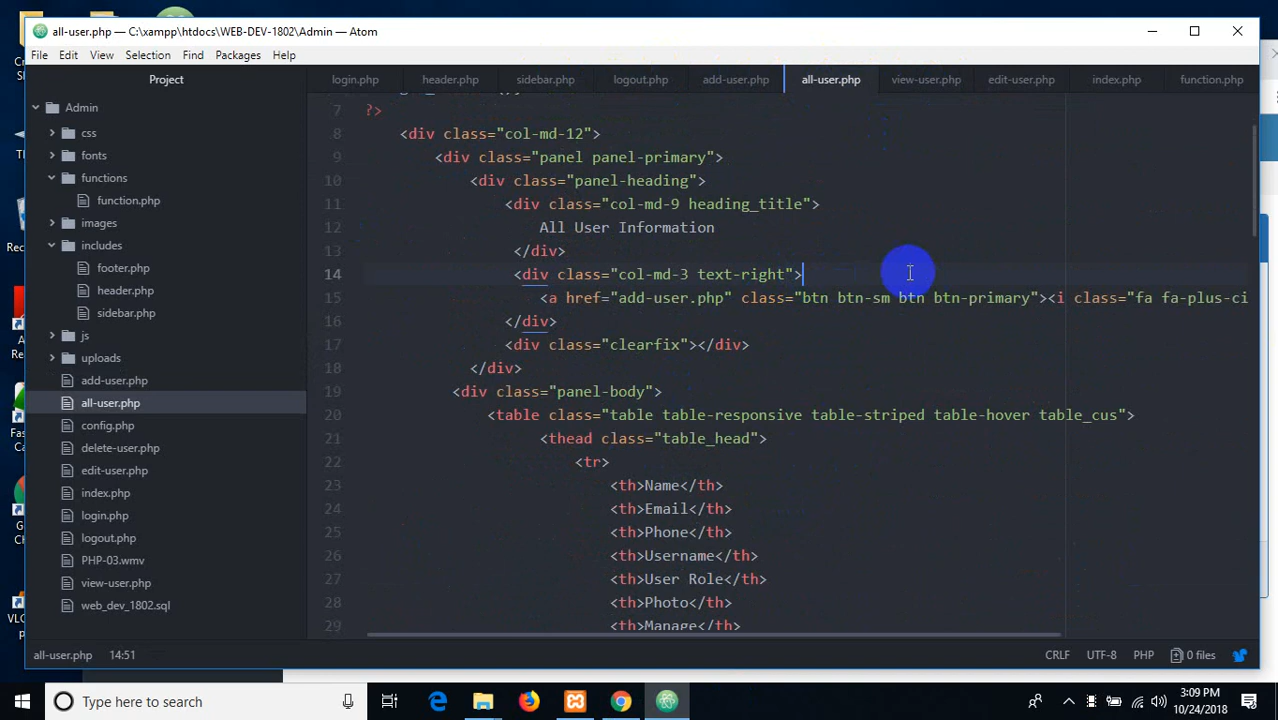 all-user.php — C:\xampp\htdocs\WEB-DEV-1802\Admin — Atom
File Edit View Selection Find Packages Help
Project
login.php header.php sidebar.php logout.php add-user.php all-user.php view-user.php edit-user.php index.php function.php
Admin
css
fonts
functions
function.php
images
includes
footer.php
header.php
sidebar.php
js
uploads
add-user.php
all-user.php
config.php
delete-user.php
edit-user.php
index.php
login.php
logout.php
PHP-03.wmv
view-user.php
web_dev_1802.sql
7 ?>
8 <div class="col-md-12">
9 <div class="panel panel-primary">
10 <div class="panel-heading">
11 <div class="col-md-9 heading_title">
12 All User Information
13 </div>
14 <div class="col-md-3 text-right">
15 <a href="add-user.php" class="btn btn-sm btn btn-primary"><i class="fa fa-plus-ci
16 </div>
17 <div class="clearfix"></div>
18 </div>
19 <div class="panel-body">
20 <table class="table table-responsive table-striped table-hover table_cus">
21 <thead class="table_head">
22 <tr>
23 <th>Name</th>
24 <th>Email</th>
25 <th>Phone</th>
26 <th>Username</th>
27 <th>User Role</th>
28 <th>Photo</th>
29 <th>Manage</th>
all-user.php 14:51 CRLF UTF-8 PHP 0 files
Type here to search
3:09 PM
10/24/2018